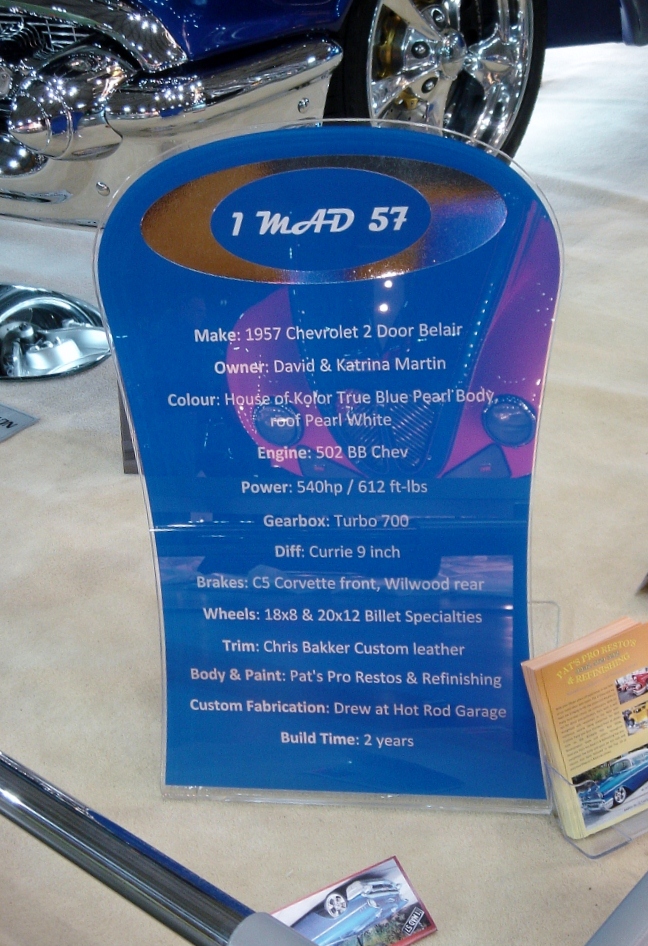 1 MAD 57
Make: 1957 Chevrolet 2 Door Belair
Owner: David & Katrina Martin
Colour: House of Kolor True Blue Pearl Body,
roof Pearl White
Engine: 502 BB Chev
Power: 540hp / 612 ft-lbs
Gearbox: Turbo 700
Diff: Currie 9 inch
Brakes: C5 Corvette front, Wilwood rear
Wheels: 18x8 & 20x12 Billet Specialties
Trim: Chris Bakker Custom leather
Body & Paint: Pat's Pro Restos & Refinishing
Custom Fabrication: Drew at Hot Rod Garage
Build Time: 2 years
PAT'S PRO RESTOS
& REFINISHING
1MAD 57